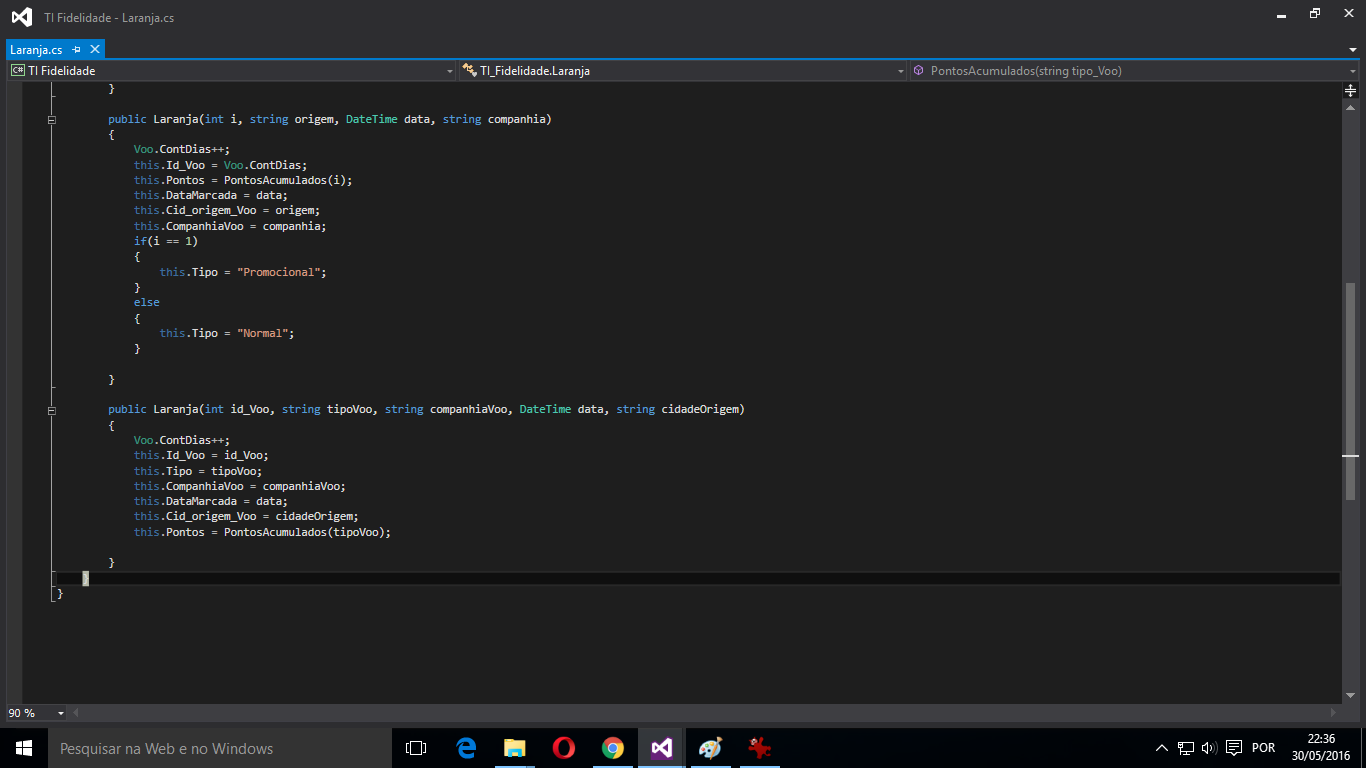 TI Fidelidade - Laranja.cs
Laranja.cs
C# TI Fidelidade
TI_Fidelidade.Laranja
PontosAcumulados(string tipo_Voo)
}
public Laranja(int i, string origem, DateTime data, string companhia)
{
Voo.ContDias++;
this.Id_Voo = Voo.ContDias;
this.Pontos = PontosAcumulados(i);
this.DataMarcada = data;
this.Cid_origem_Voo = origem;
this.CompanhiaVoo = companhia;
if(i == 1)
{
this.Tipo = "Promocional";
}
else
{
this.Tipo = "Normal";
}
}
public Laranja(int id_Voo, string tipoVoo, string companhiaVoo, DateTime data, string cidadeOrigem)
{
Voo.ContDias++;
this.Id_Voo = id_Voo;
this.Tipo = tipoVoo;
this.CompanhiaVoo = companhiaVoo;
this.DataMarcada = data;
this.Cid_origem_Voo = cidadeOrigem;
this.Pontos = PontosAcumulados(tipoVoo);
}
}
}
90 %
Pesquisar na Web e no Windows
POR
22:36
30/05/2016